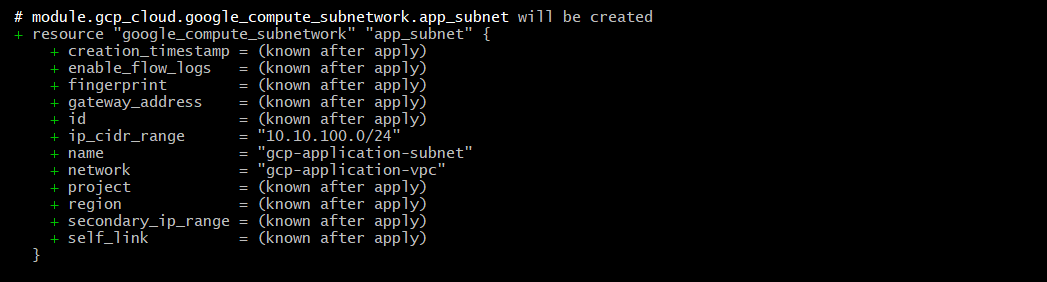 # module.gcp_cloud.google_compute_subnetwork.app_subnet will be created
+ resource "google_compute_subnetwork" "app_subnet" {
+ creation_timestamp = (known after apply)
+ enable_flow_logs = (known after apply)
+ fingerprint = (known after apply)
+ gateway_address = (known after apply)
+ id = (known after apply)
+ ip_cidr_range = "10.10.100.0/24"
+ name = "gcp-application-subnet"
+ network = "gcp-application-vpc"
+ project = (known after apply)
+ region = (known after apply)
+ secondary_ip_range = (known after apply)
+ self_link = (known after apply)
}